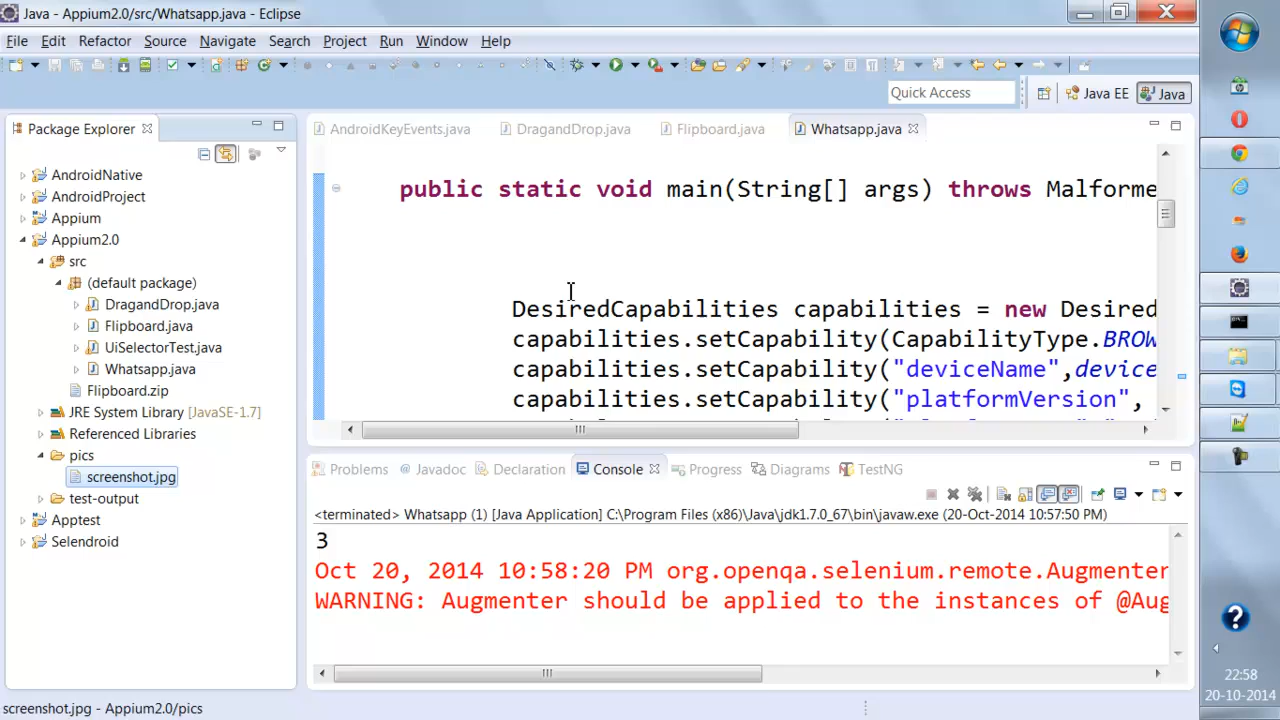 Java - Appium2.0/src/Whatsapp.java - Eclipse
File Edit Refactor Source Navigate Search Project Run Window Help
Quick Access
Java EE
Java
Package Explorer
AndroidNative
AndroidProject
Appium
Appium2.0
src
(default package)
DragandDrop.java
Flipboard.java
UiSelectorTest.java
Whatsapp.java
Flipboard.zip
JRE System Library [JavaSE-1.7]
Referenced Libraries
pics
screenshot.jpg
test-output
Apptest
Selendroid
AndroidKeyEvents.java DragandDrop.java Flipboard.java Whatsapp.java
public static void main(String[] args) throws Malforme
DesiredCapabilities capabilities = new Desired
capabilities.setCapability(CapabilityType.BROW
capabilities.setCapability("deviceName",device
capabilities.setCapability("platformVersion",
Problems Javadoc Declaration Console Progress Diagrams TestNG
<terminated> Whatsapp (1) [Java Application] C:\Program Files (x86)\Java\jdk1.7.0_67\bin\javaw.exe (20-Oct-2014 10:57:50 PM)
3
Oct 20, 2014 10:58:20 PM org.openqa.selenium.remote.Augmenter
WARNING: Augmenter should be applied to the instances of @Aug
screenshot.jpg - Appium2.0/pics
22:58
20-10-2014